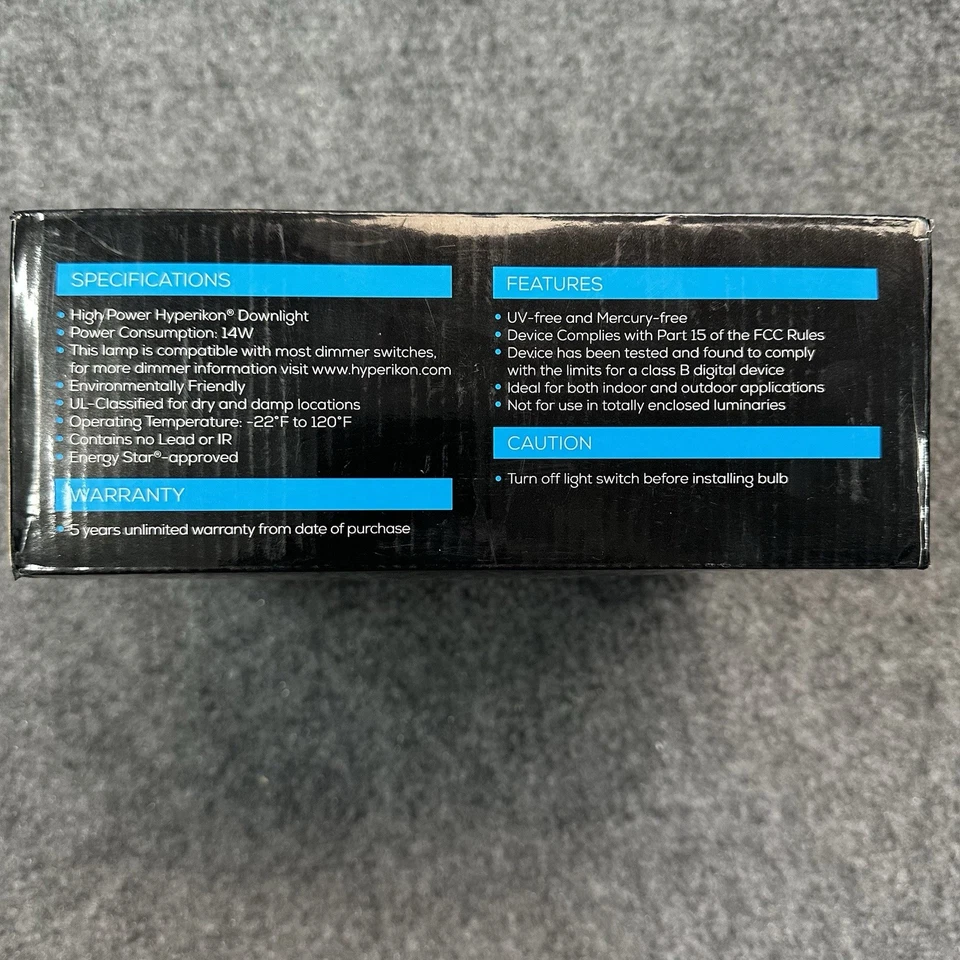 SPECIFICATIONS
• High Power Hyperikon® Downlight
• Power Consumption: 14W
• This lamp is compatible with most dimmer switches,
for more dimmer information visit www.hyperikon.com
• Environmentally Friendly
• UL-Classified for dry and damp locations
• Operating Temperature: -22°F to 120°F
• Contains no Lead or IR
• Energy Star®-approved
WARRANTY
• 5 years unlimited warranty from date of purchase
FEATURES
• UV-free and Mercury-free
• Device Complies with Part 15 of the FCC Rules
• Device has been tested and found to comply
with the limits for a class B digital device
• Ideal for both indoor and outdoor applications
• Not for use in totally enclosed luminaries
CAUTION
• Turn off light switch before installing bulb